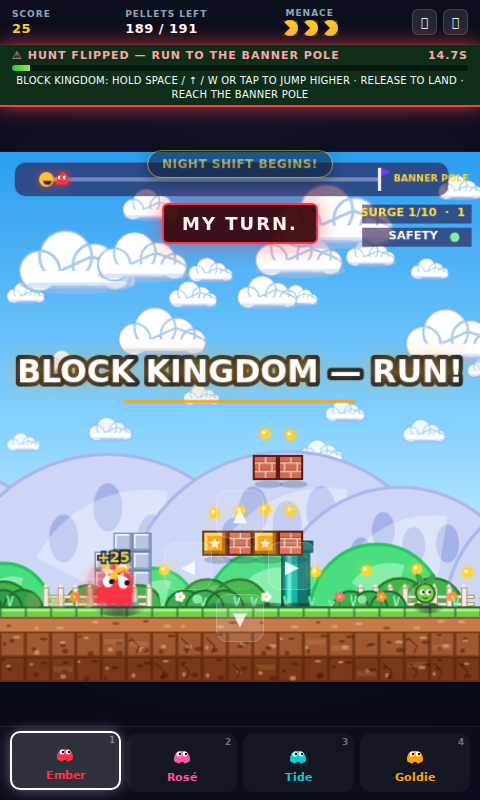 SCORE
25
PELLETS LEFT
189 / 191
MENACE
⚠ HUNT FLIPPED — RUN TO THE BANNER POLE
14.7S
BLOCK KINGDOM: HOLD SPACE / ↑ / W OR TAP TO JUMP HIGHER · RELEASE TO LAND ·
REACH THE BANNER POLE
NIGHT SHIFT BEGINS!
BANNER POLE
MY TURN.
SURGE 1/10 · 1
SAFETY
BLOCK KINGDOM — RUN!
+25
1
Ember
2
Rosé
3
Tide
4
Goldie